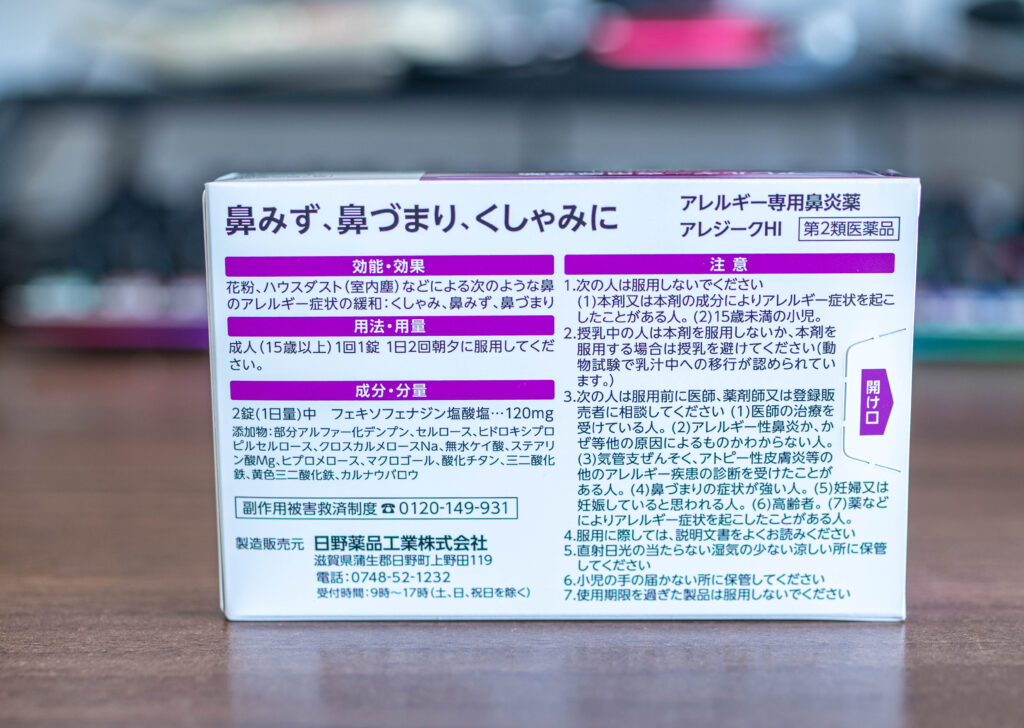 鼻みず、鼻づまり、くしゃみに
アレルギー専用鼻炎薬
アレジークHI 第2類医薬品
効能・効果
花粉、ハウスダスト(室内塵)などによる次のような鼻
のアレルギー症状の緩和：くしゃみ、鼻みず、鼻づまり
用法・用量
成人(15歳以上)1回1錠 1日2回朝夕に服用してくだ
さい。
成分・分量
2錠(1日量)中 フェキソフェナジン塩酸塩…120mg
添加物：部分アルファー化デンプン、セルロース、ヒドロキシプロ
ピルセルロース、クロスカルメロースNa、無水ケイ酸、ステアリ
ン酸Mg、ヒプロメロース、マクロゴール、酸化チタン、三二酸化
鉄、黄色三二酸化鉄、カルナウバロウ
副作用被害救済制度☎0120-149-931
製造販売元 日野薬品工業株式会社
滋賀県蒲生郡日野町上野田119
電話：0748-52-1232
受付時間：9時～17時(土、日、祝日を除く)
注意
1.次の人は服用しないでください
(1)本剤又は本剤の成分によりアレルギー症状を起こ
したことがある人。(2)15歳未満の小児。
2.授乳中の人は本剤を服用しないか、本剤を
服用する場合は授乳を避けてください(動
物試験で乳汁中への移行が認められていま
す。)
3.次の人は服用前に医師、薬剤師又は登録販
売者に相談してください (1)医師の治療を
受けている人。(2)アレルギー性鼻炎か、か
ぜ等他の原因によるものかわからない人。
(3)気管支ぜんそく、アトピー性皮膚炎等の
他のアレルギー疾患の診断を受けたことが
ある人。(4)鼻づまりの症状が強い人。(5)妊婦又は
妊娠していると思われる人。(6)高齢者。(7)薬など
によりアレルギー症状を起こしたことがある人。
4.服用に際しては、説明文書をよくお読みください
5.直射日光の当たらない湿気の少ない涼しい所に保管
してください
6.小児の手の届かない所に保管してください
7.使用期限を過ぎた製品は服用しないでください
開け口